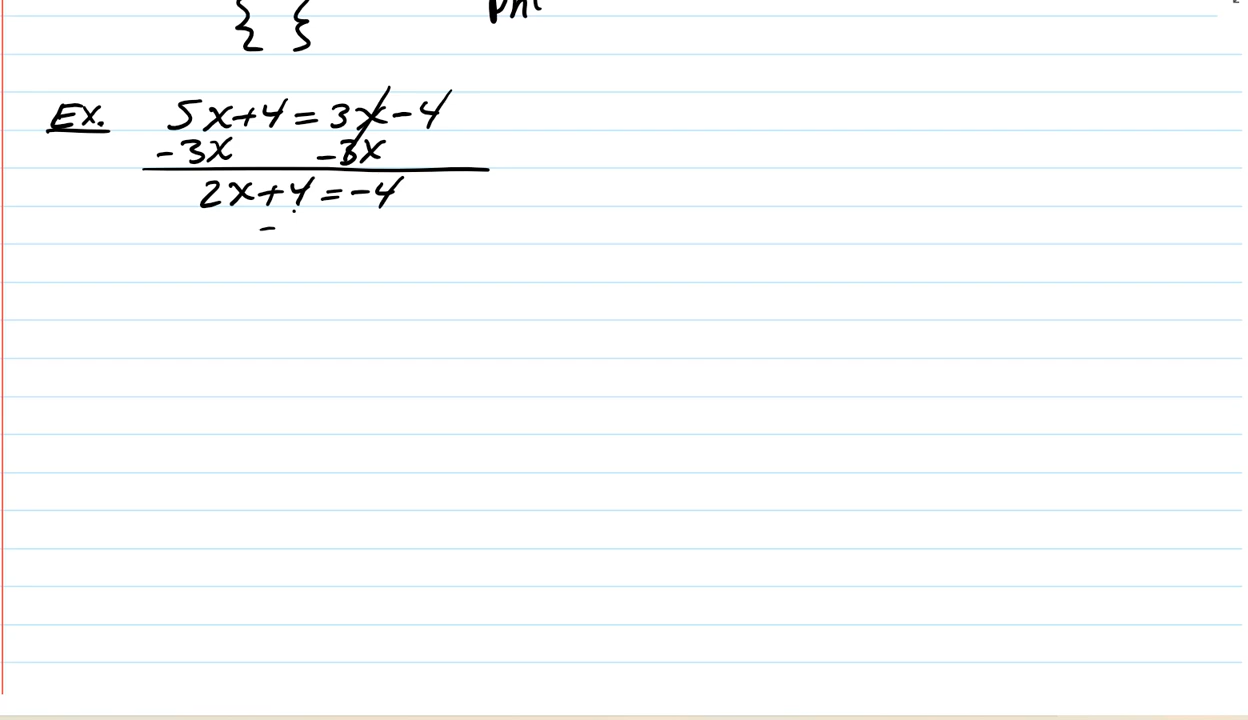 { }
Ex. 5x+4=3x-4
-3x -3x
2x+4=-4
-